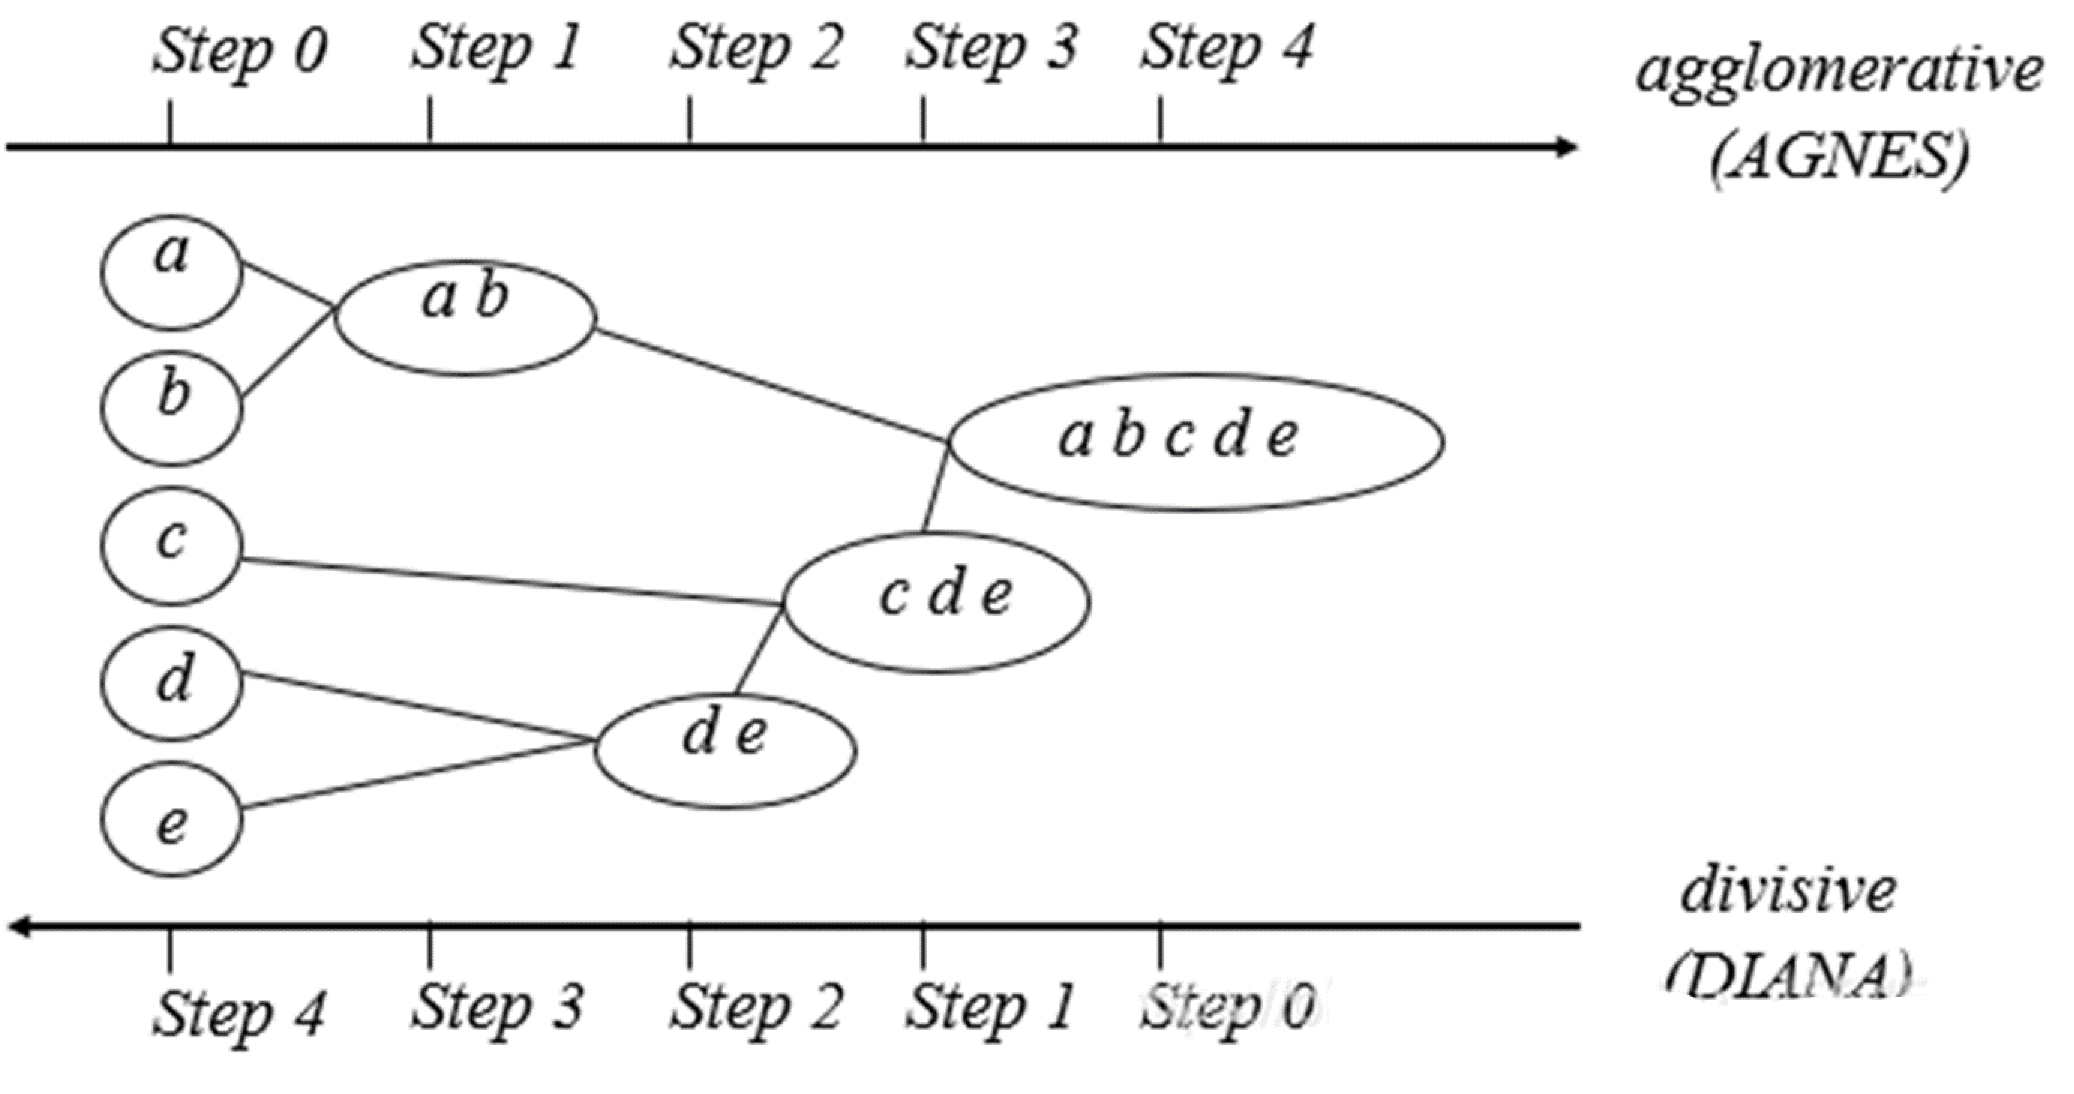 Step 0 Step 1 Step 2 Step 3 Step 4
agglomerative
(AGNES)
a
a b
b
a b c d e
c
c d e
d
d e
e
divisive
(DIANA)
Step 4 Step 3 Step 2 Step 1 Step 0